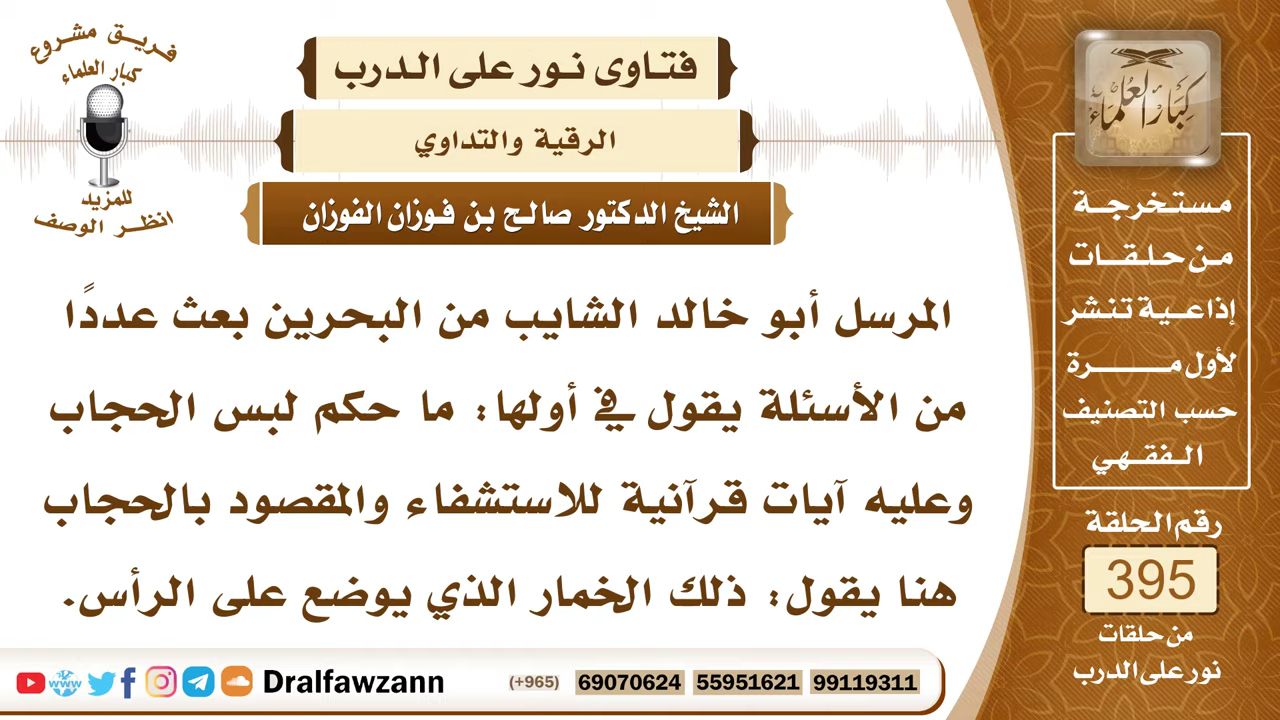 فريق مشروع
كبار العلماء
للمزيد
انظر الوصف
فتاوى نور على الدرب
الرقية والتداوي
الشيخ الدكتور صالح بن فوزان الفوزان
المرسل أبو خالد الشايب من البحرين بعث عددًا
من الأسئلة يقول في أولها: ما حكم لبس الحجاب
وعليه آيات قرآنية للاستشفاء والمقصود بالحجاب
هنا يقول: ذلك الخمار الذي يوضع على الرأس.
كبار العلماء
مستخرجة
من حلقات
إذاعية تنشر
لأول مرة
حسب التصنيف
الفقهي
رقم الحلقة
395
من حلقات
نور على الدرب
www
Dralfawzann
(+965) 69070624 55951621 99119311